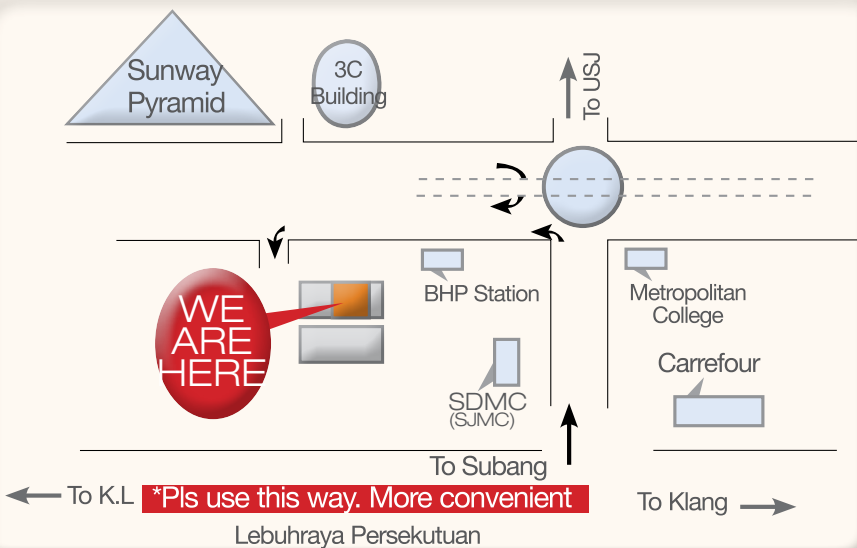 Sunway
Pyramid
3C
Building
To USJ
BHP Station
Metropolitan
College
WE
ARE
HERE
Carrefour
SDMC
(SJMC)
To Subang
To K.L
*Pls use this way. More convenient
To Klang
Lebuhraya Persekutuan